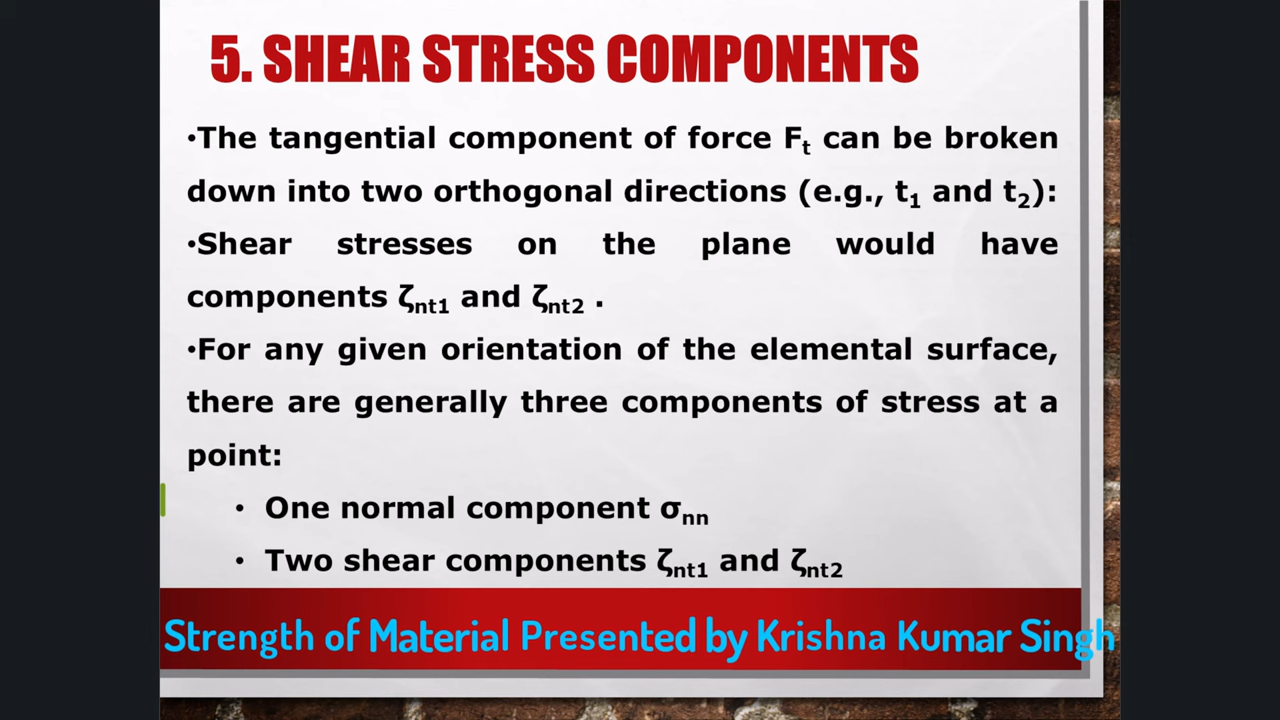 5. SHEAR STRESS COMPONENTS
•The tangential component of force Ft can be broken
down into two orthogonal directions (e.g., t1 and t2):
•Shear stresses on the plane would have
components ζnt1 and ζnt2 .
•For any given orientation of the elemental surface,
there are generally three components of stress at a
point:
• One normal component σnn
• Two shear components ζnt1 and ζnt2
Strength of Material Presented by Krishna Kumar Singh